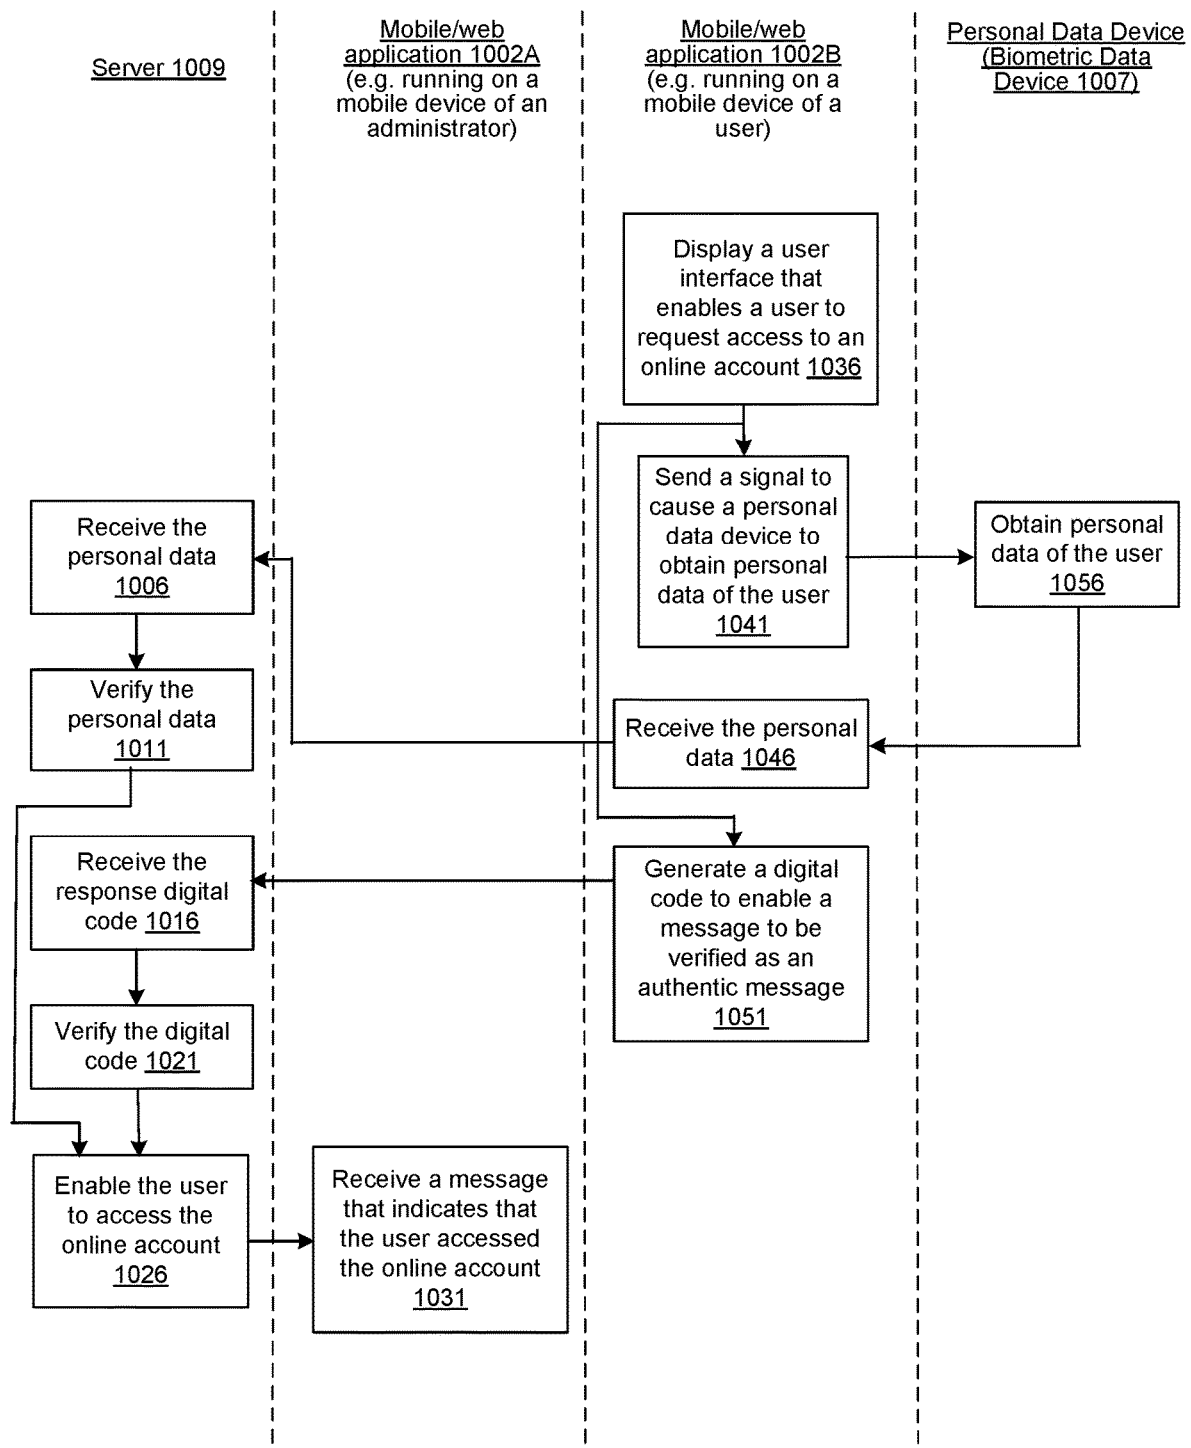 Server 1009
Mobile/web
application 1002A
(e.g. running on a
mobile device of an
administrator)
Mobile/web
application 1002B
(e.g. running on a
mobile device of a
user)
Personal Data Device
(Biometric Data
Device 1007)
Display a user
interface that
enables a user to
request access to an
online account 1036
Send a signal to
cause a personal
data device to
obtain personal
data of the user
1041
Obtain personal
data of the user
1056
Receive the
personal data
1006
Verify the
personal data
1011
Receive the personal
data 1046
Receive the
response digital
code 1016
Generate a digital
code to enable a
message to be
verified as an
authentic message
1051
Verify the digital
code 1021
Enable the user
to access the
online account
1026
Receive a message
that indicates that
the user accessed
the online account
1031